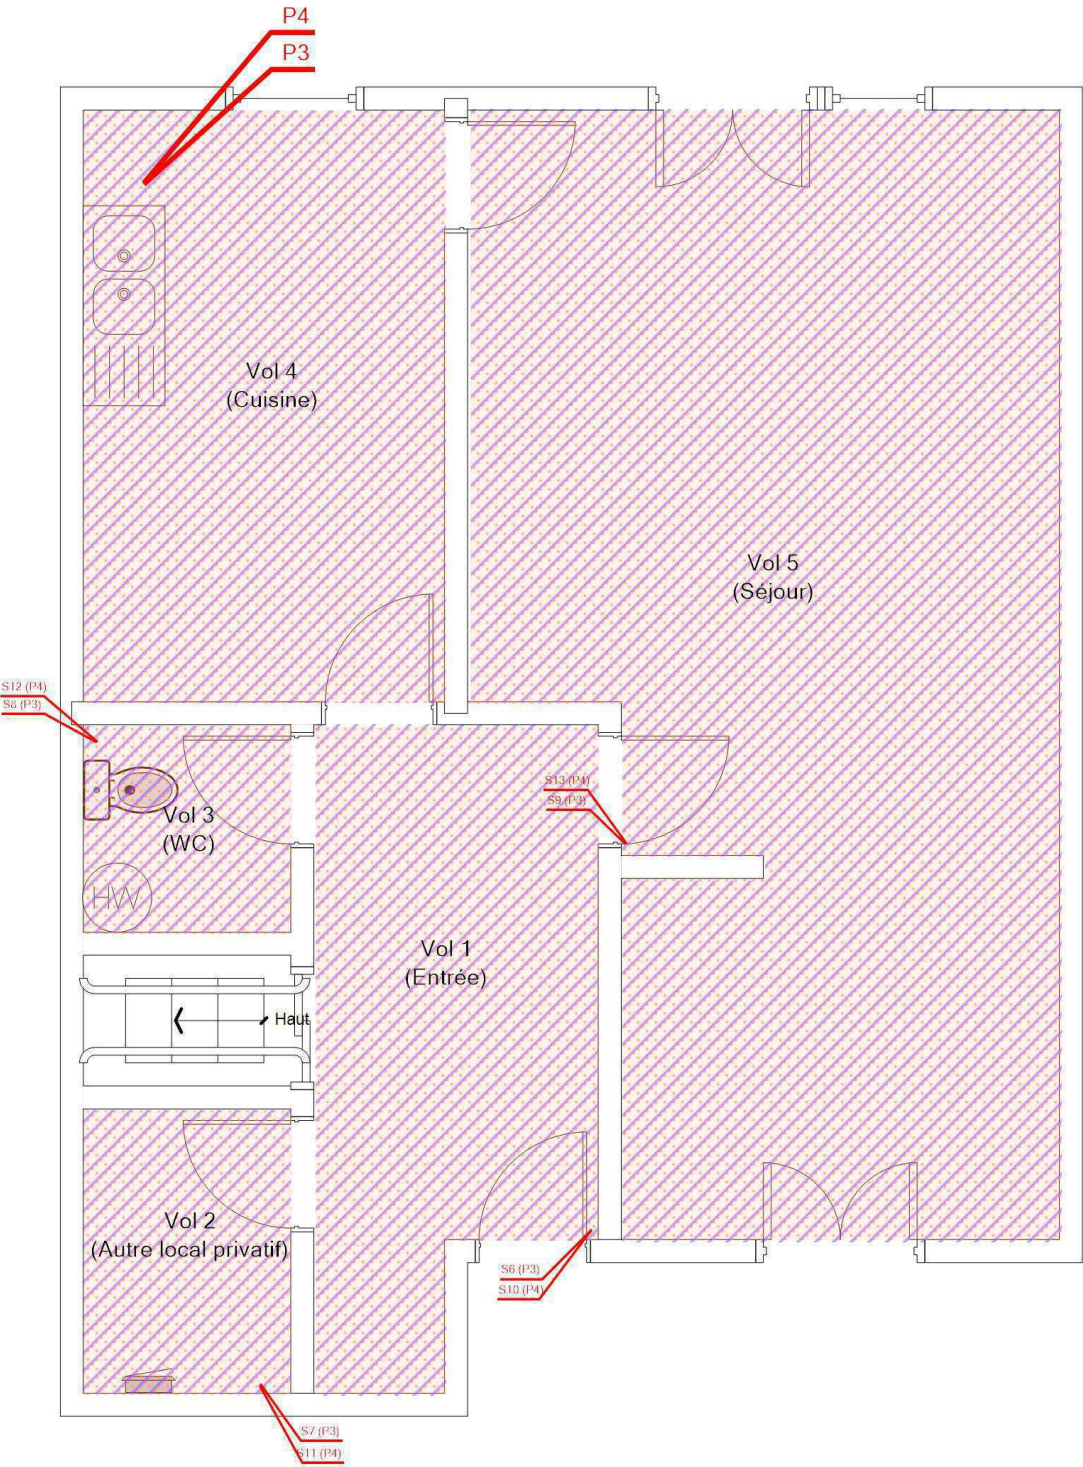 P4
P3
Vol 4
(Cuisine)
Vol 5
(Séjour)
S12 (P4)
S8 (P3)
S13 (P4)
S9 (P3)
Vol 3
(WC)
HW
Vol 1
(Entrée)
Haut
Vol 2
(Autre local privatif)
S6 (P3)
S10 (P4)
S7 (P3)
S11 (P4)